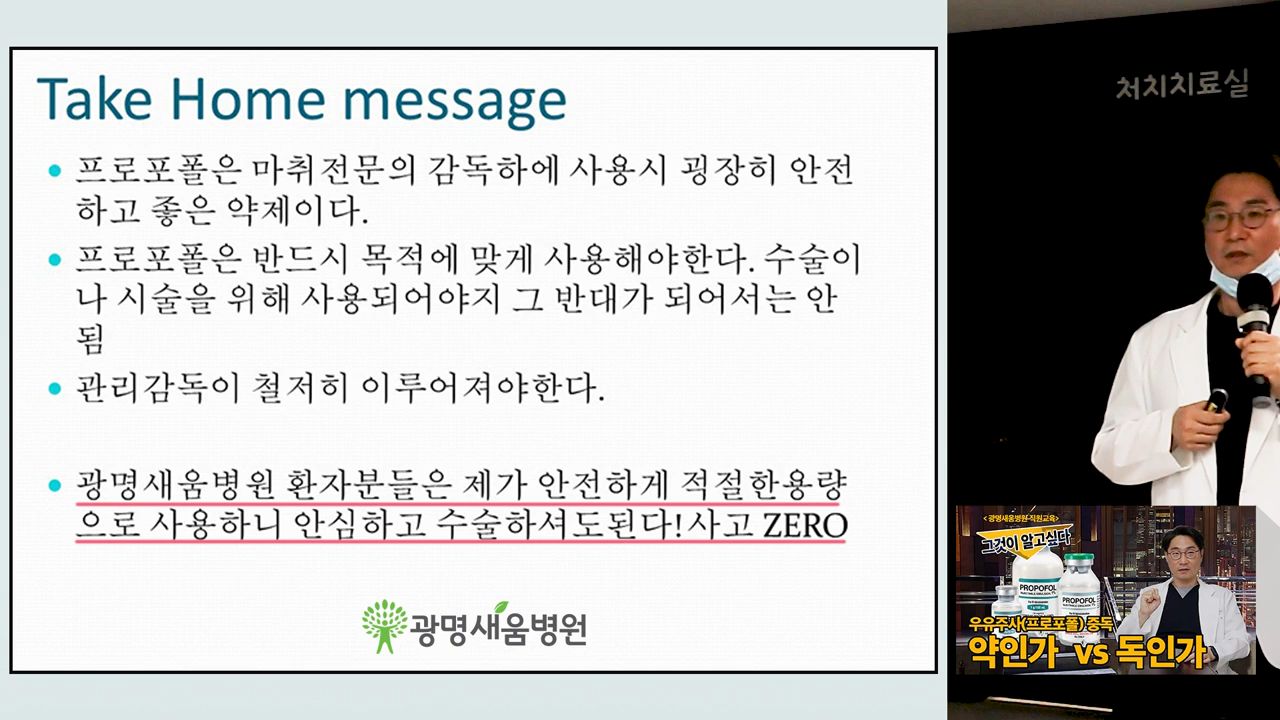 Take Home message
• 프로포폴은 마취전문의 감독하에 사용시 굉장히 안전
하고 좋은 약제이다.
• 프로포폴은 반드시 목적에 맞게 사용해야한다. 수술이
나 시술을 위해 사용되어야지 그 반대가 되어서는 안
됨
• 관리감독이 철저히 이루어져야한다.
• 광명새움병원 환자분들은 제가 안전하게 적절한용량
으로 사용하니 안심하고 수술하셔도된다! 사고 ZERO
광명새움병원
처치치료실
<광명새움병원-직원교육>
그것이 알고싶다
PROPOFOL
PROPOFOL
우유주사(프로포폴) 중독
약인가 vs 독인가